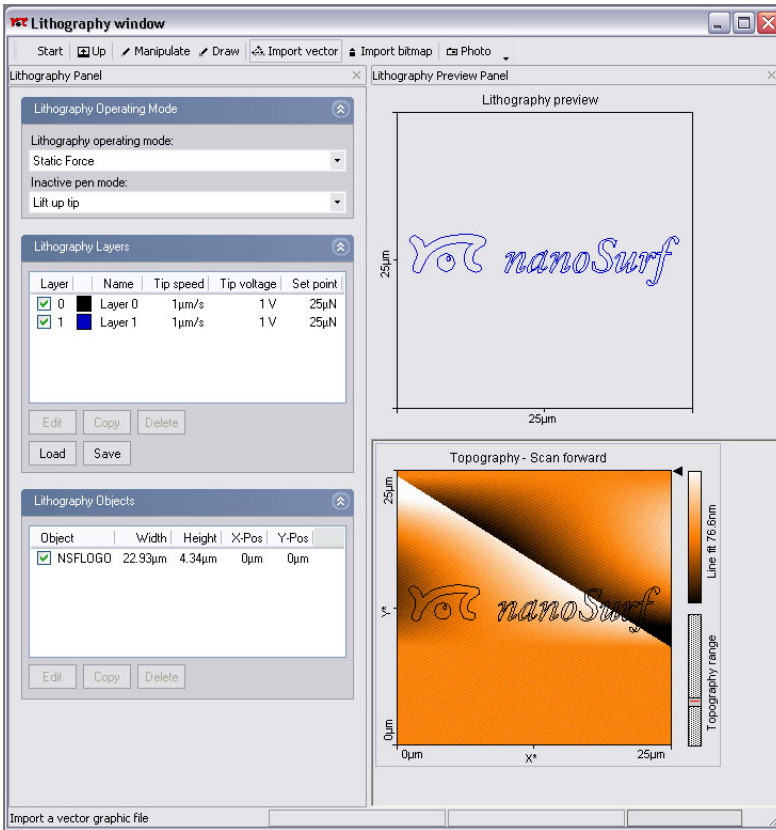 Lithography window
Start Up Manipulate Draw Import vector Import bitmap Photo
Lithography Panel
Lithography Operating Mode
Lithography operating mode:
Static Force
Inactive pen mode:
Lift up tip
Lithography Layers
Layer Name Tip speed Tip voltage Set point
0 Layer 0 1µm/s 1 V 25µN
1 Layer 1 1µm/s 1 V 25µN
Edit Copy Delete
Load Save
Lithography Objects
Object Width Height X-Pos Y-Pos
NSFLOGO 22.93µm 4.34µm 0µm 0µm
Edit Copy Delete
Lithography Preview Panel
Lithography preview
25µm
nanoSurf
25µm
Topography - Scan forward
25µm
Y*
0µm
nanoSurf
0µm X* 25µm
Line fit 76.6nm
Topography range
Import a vector graphic file